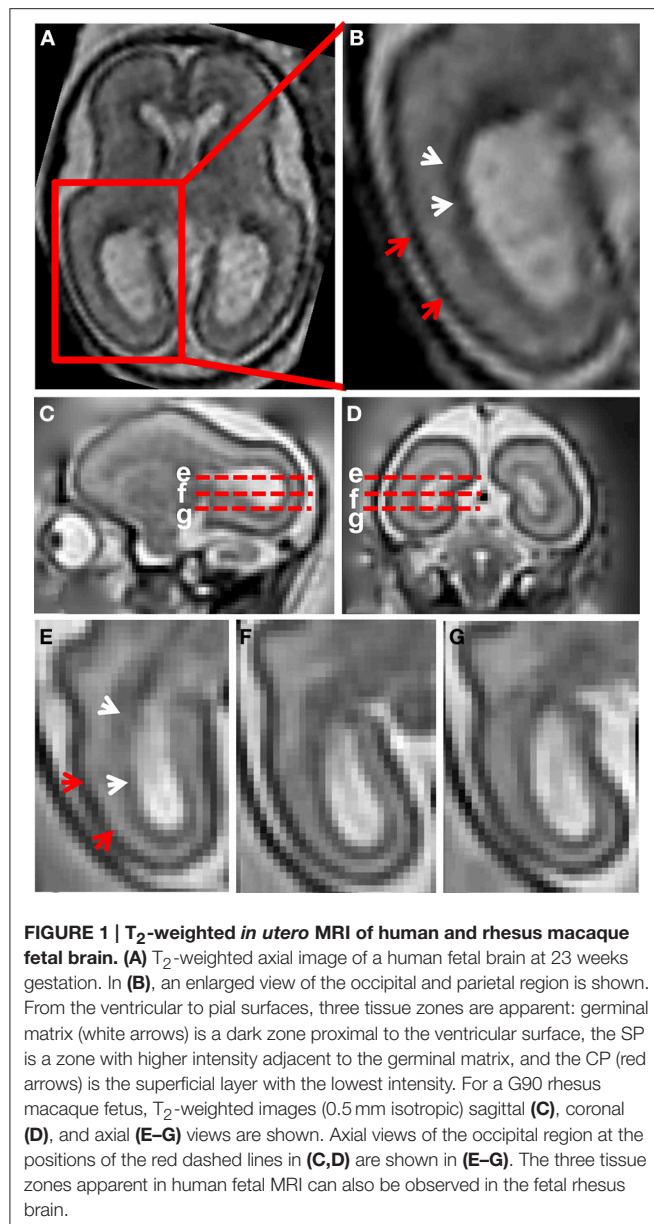 A
B
C
e
f
g
D
e
f
g
E
F
G
FIGURE 1 | T2-weighted in utero MRI of human and rhesus macaque
fetal brain. (A) T2-weighted axial image of a human fetal brain at 23 weeks
gestation. In (B), an enlarged view of the occipital and parietal region is shown.
From the ventricular to pial surfaces, three tissue zones are apparent: germinal
matrix (white arrows) is a dark zone proximal to the ventricular surface, the SP
is a zone with higher intensity adjacent to the germinal matrix, and the CP (red
arrows) is the superficial layer with the lowest intensity. For a G90 rhesus
macaque fetus, T2-weighted images (0.5 mm isotropic) sagittal (C), coronal
(D), and axial (E–G) views are shown. Axial views of the occipital region at the
positions of the red dashed lines in (C,D) are shown in (E–G). The three tissue
zones apparent in human fetal MRI can also be observed in the fetal rhesus
brain.